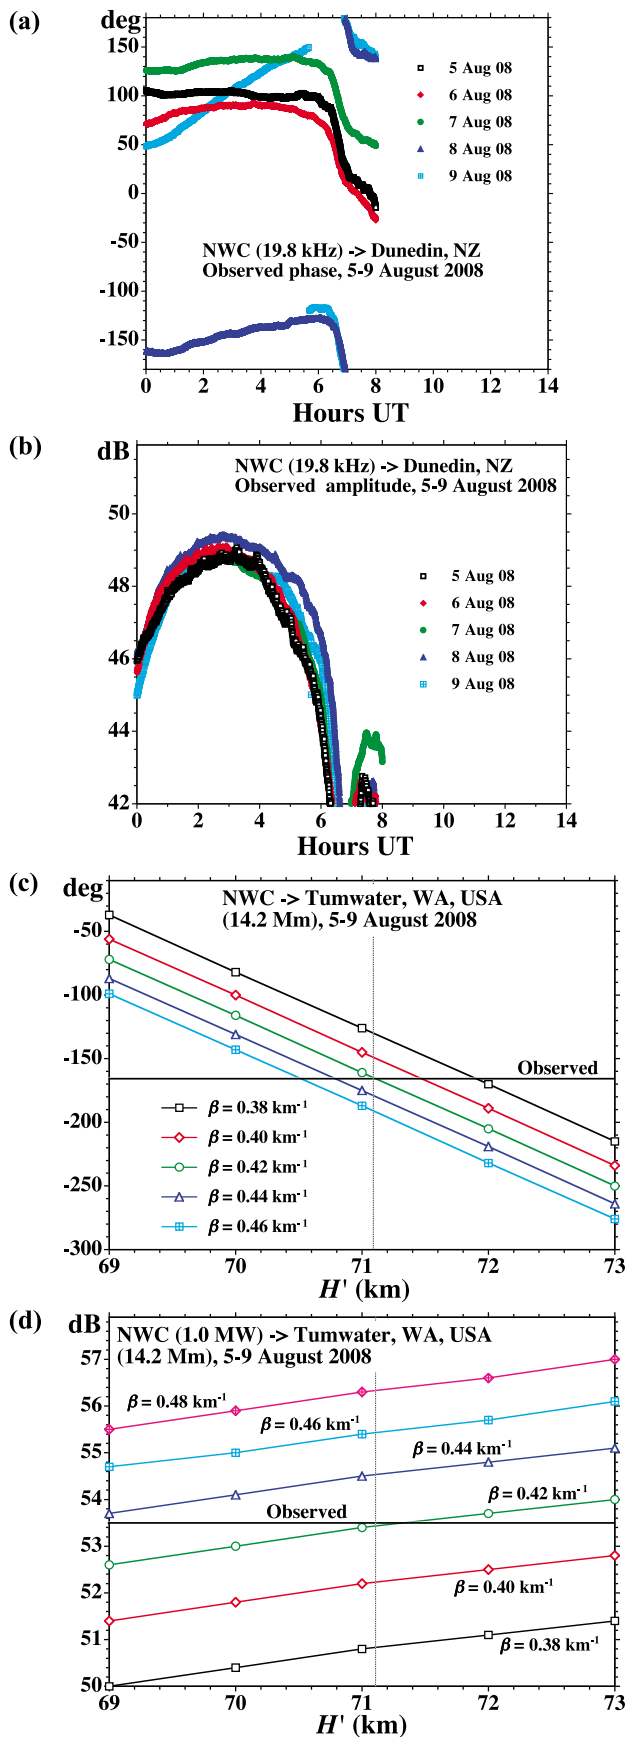 (a)
deg
150
100
50
0
-50
-100
-150
5 Aug 08
6 Aug 08
7 Aug 08
8 Aug 08
9 Aug 08
NWC (19.8 kHz) -> Dunedin, NZ
Observed phase, 5-9 August 2008
0 2 4 6 8 10 12 14
Hours UT
(b)
dB
NWC (19.8 kHz) -> Dunedin, NZ
Observed amplitude, 5-9 August 2008
50
48
46
44
42
5 Aug 08
6 Aug 08
7 Aug 08
8 Aug 08
9 Aug 08
0 2 4 6 8 10 12 14
Hours UT
(c)
deg
NWC -> Tumwater, WA, USA
(14.2 Mm), 5-9 August 2008
-50
-100
-150
-200
-250
-300
Observed
β = 0.38 km⁻¹
β = 0.40 km⁻¹
β = 0.42 km⁻¹
β = 0.44 km⁻¹
β = 0.46 km⁻¹
69 70 71 72 73
H' (km)
(d)
dB
NWC (1.0 MW) -> Tumwater, WA, USA
(14.2 Mm), 5-9 August 2008
57
56
55
54
53
52
51
50
β = 0.48 km⁻¹
β = 0.46 km⁻¹
β = 0.44 km⁻¹
β = 0.42 km⁻¹
Observed
β = 0.40 km⁻¹
β = 0.38 km⁻¹
69 70 71 72 73
H' (km)